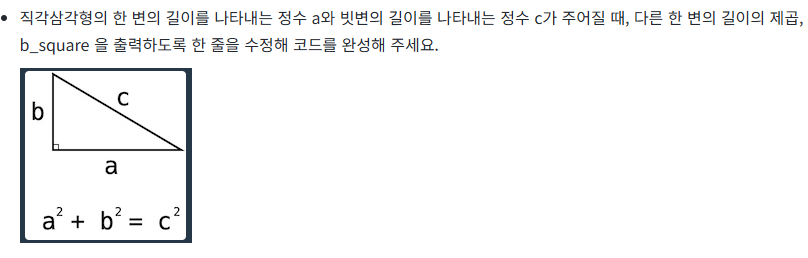 • 직각삼각형의 한 변의 길이를 나타내는 정수 a와 빗변의 길이를 나타내는 정수 c가 주어질 때, 다른 한 변의 길이의 제곱,
b_square 을 출력하도록 한 줄을 수정해 코드를 완성해 주세요.
c
b
a
a² + b² = c²